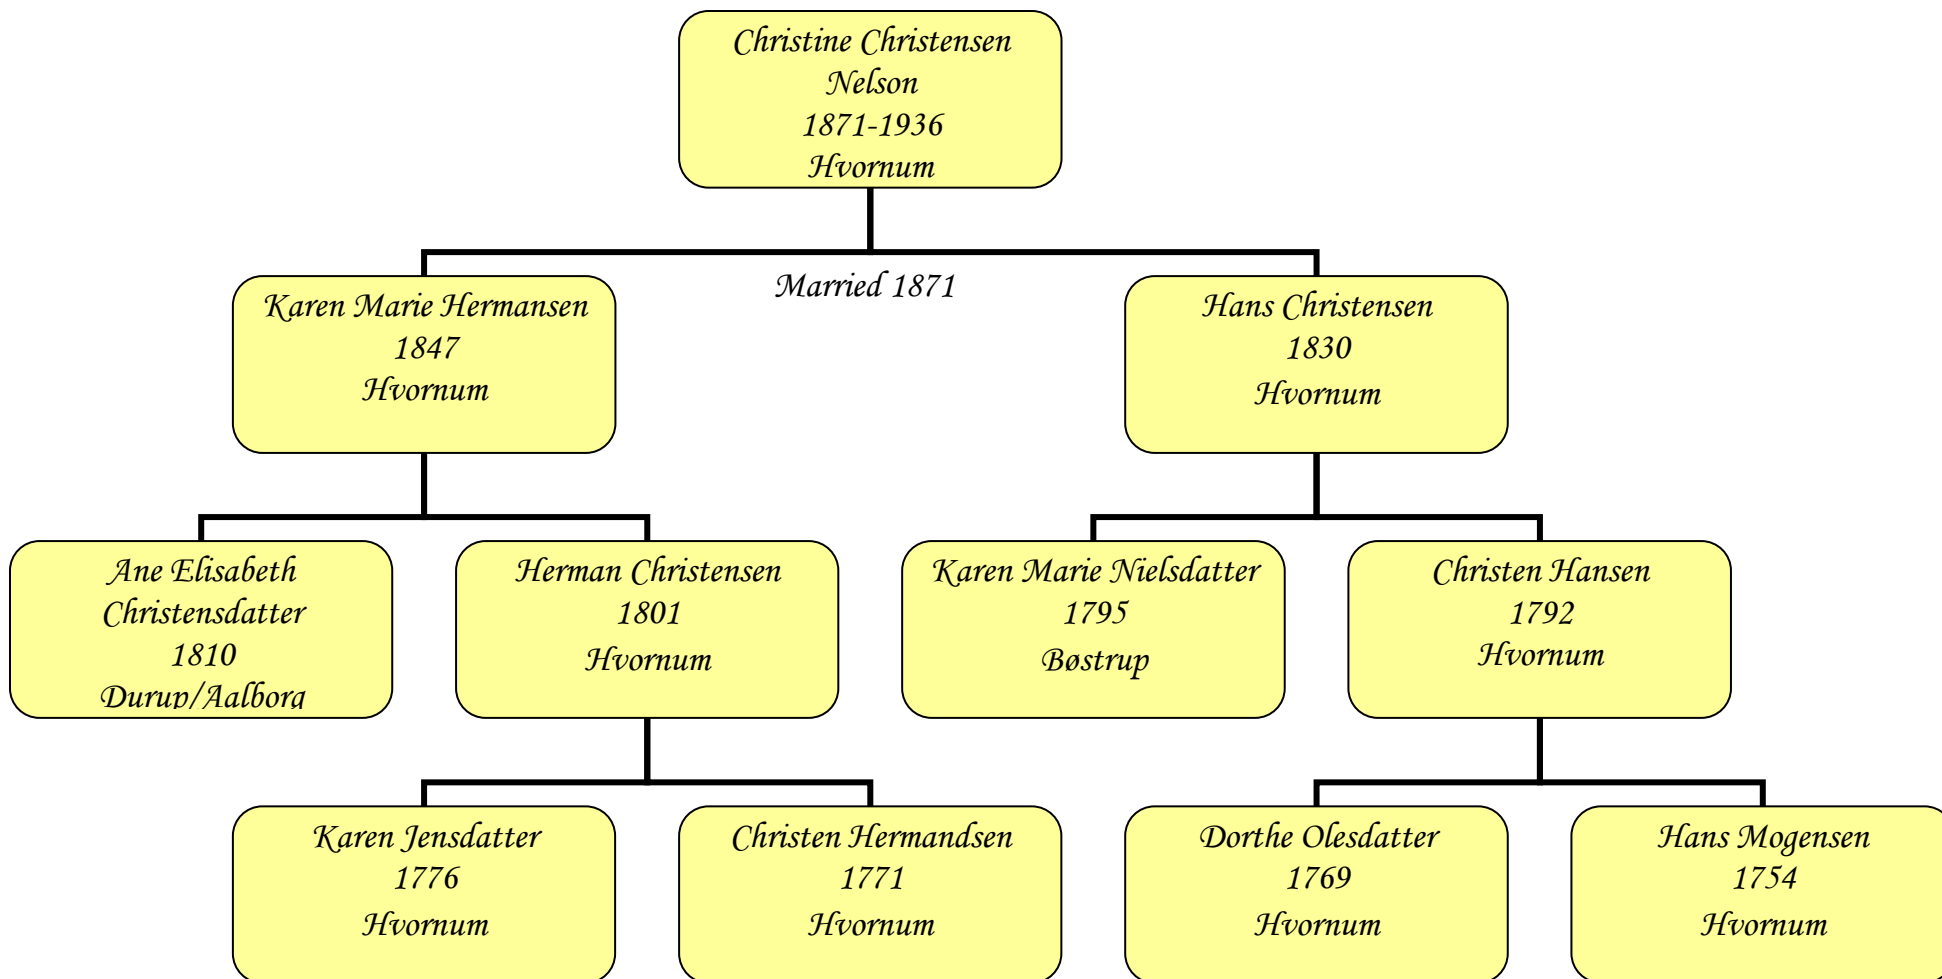 Christine Christensen
Nelson
1871-1936
Hvornum
Married 1871
Karen Marie Hermansen
1847
Hvornum
Hans Christensen
1830
Hvornum
Ane Elisabeth
Christensdatter
1810
Durup/Aalborg
Herman Christensen
1801
Hvornum
Karen Marie Nielsdatter
1795
Bøstrup
Christen Hansen
1792
Hvornum
Karen Jensdatter
1776
Hvornum
Christen Hermandsen
1771
Hvornum
Dorthe Olesdatter
1769
Hvornum
Hans Mogensen
1754
Hvornum